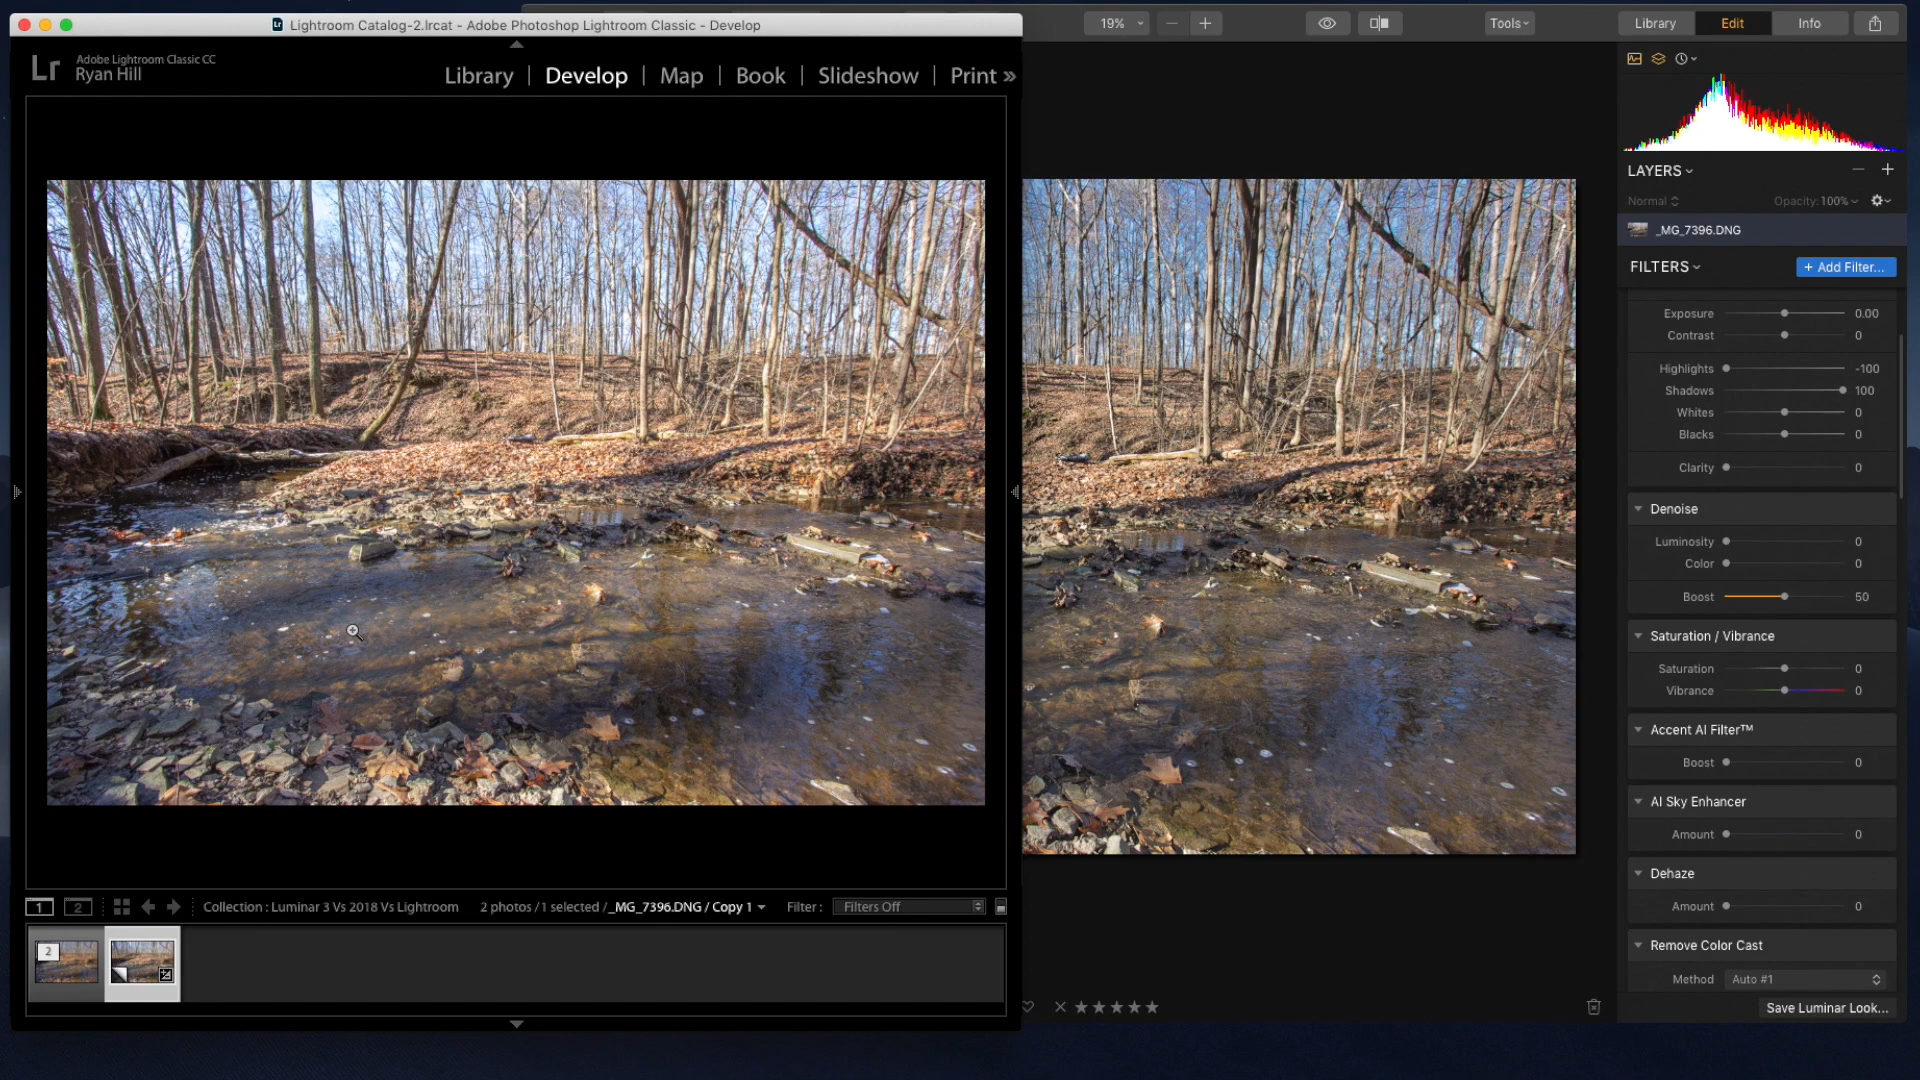 Lightroom Catalog-2.lrcat - Adobe Photoshop Lightroom Classic - Develop
Lr
Adobe Lightroom Classic CC
Ryan Hill
Library | Develop | Map | Book | Slideshow | Print »
19%
Tools
Library
Edit
Info
LAYERS
Normal
Opacity: 100%
_MG_7396.DNG
FILTERS
+ Add Filter...
Exposure 0.00
Contrast 0
Highlights -100
Shadows 100
Whites 0
Blacks 0
Clarity 0
Denoise
Luminosity 0
Color 0
Boost 50
Saturation / Vibrance
Saturation 0
Vibrance 0
Accent AI Filter™
Boost 0
AI Sky Enhancer
Amount 0
Dehaze
Amount 0
Remove Color Cast
Method Auto #1
Save Luminar Look...
1
2
Collection : Luminar 3 Vs 2018 Vs Lightroom
2 photos / 1 selected / _MG_7396.DNG / Copy 1
Filter :
Filters Off
2